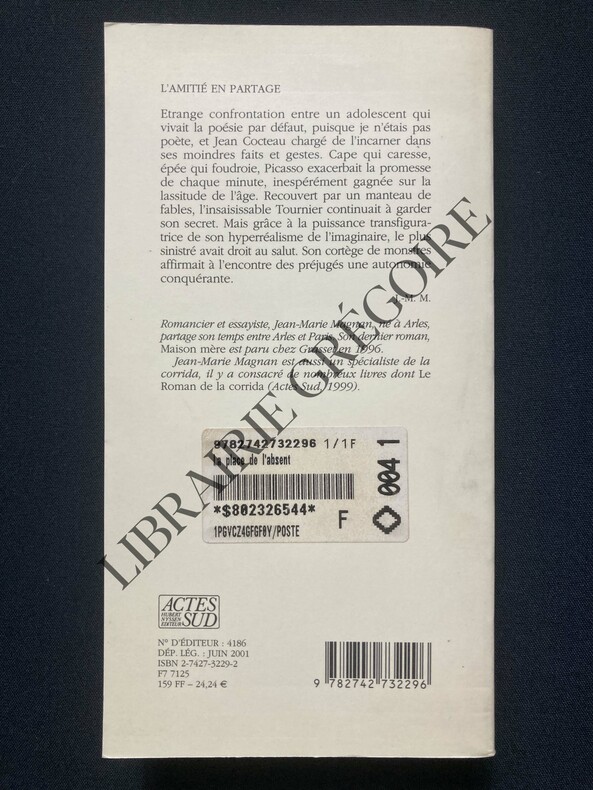 L'AMITIÉ EN PARTAGE
Etrange confrontation entre un adolescent qui
vivait la poésie par défaut, puisque je n'étais pas
poète, et Jean Cocteau chargé de l'incarner dans
ses moindres faits et gestes. Cape qui caresse,
épée qui foudroie, Picasso exacerbait la promesse
de chaque minute, inespérément gagnée sur la
lassitude de l'âge. Recouvert par un manteau de
fables, l'insaisissable Tournier continuait à garder
son secret. Mais grâce à la puissance transfigura-
trice de son hyperréalisme de l'imaginaire, le plus
sinistré avait droit au salut. Son cortège de monstres
affirmait à l'encontre des préjugés une autonomie
conquérante.
J.-M. M.
Romancier et essayiste, Jean-Marie Magnan, né à Arles,
partage son temps entre Arles et Paris. Son dernier roman,
Maison mère est paru chez Grasset en 1996.
Jean-Marie Magnan est aussi un spécialiste de la
corrida, il y a consacré de nombreux livres dont Le
Roman de la corrida (Actes Sud, 1999).
LIBRAIRIE GRÉGOIRE
9782742732296 1/1F
La place de l'absent
*$802326544*
F
1PGVCZ4GFGF0Y/POSTE
0041
ACTES
HUBERT
NYSSEN
EDITEUR
SUD
N° D'ÉDITEUR : 4186
DÉP. LÉG. : JUIN 2001
ISBN 2-7427-3229-2
F7 7125
159 FF – 24,24 €
9 782742 732296